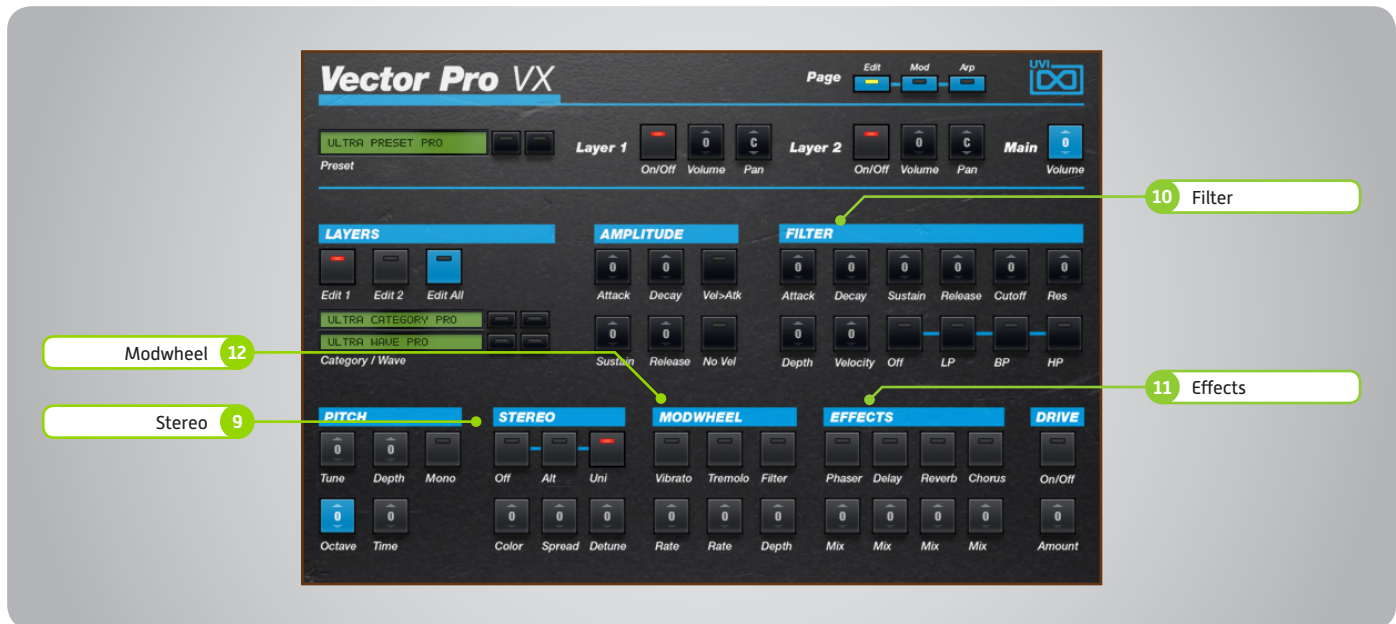 Vector Pro VX
Page Edit Mod Arp UVI
ULTRA PRESET PRO
Preset
Layer 1 0 C Layer 2 0 C Main 0
On/Off Volume Pan On/Off Volume Pan Volume
10 Filter
LAYERS
Edit 1 Edit 2 Edit All
ULTRA CATEGORY PRO
ULTRA WAVE PRO
Category / Wave
AMPLITUDE
0 0
Attack Decay Vel>Atk
0 0
Sustain Release No Vel
FILTER
0 0 0 0 0 0
Attack Decay Sustain Release Cutoff Res
0 0
Depth Velocity Off LP BP HP
Modwheel 12
11 Effects
Stereo 9
PITCH
0 0
Tune Depth Mono
0 0
Octave Time
STEREO
Off Alt Uni
0 0 0
Color Spread Detune
MODWHEEL
Vibrato Tremolo Filter
0 0 0
Rate Rate Depth
EFFECTS
Phaser Delay Reverb Chorus
0 0 0 0
Mix Mix Mix Mix
DRIVE
On/Off
0
Amount